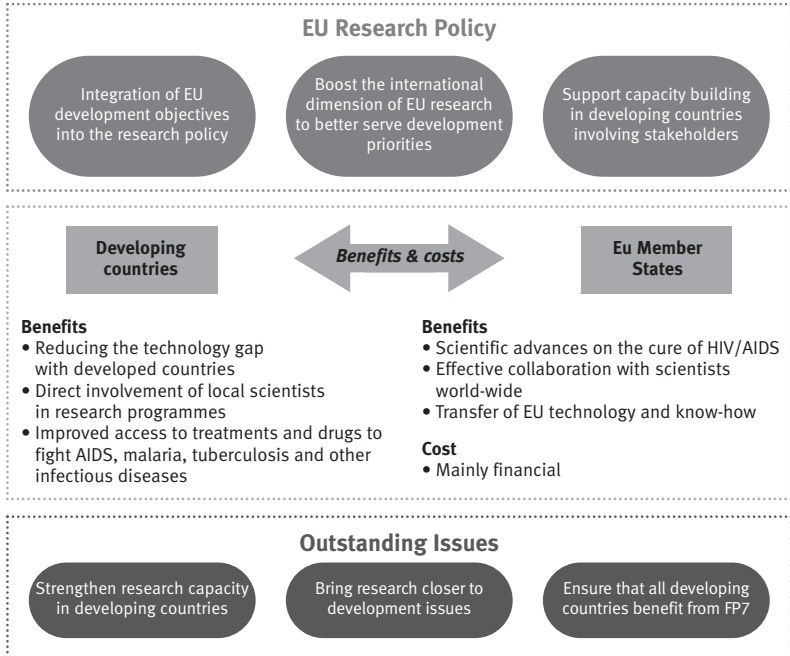 EU Research Policy
Integration of EU
development objectives
into the research policy
Boost the international
dimension of EU research
to better serve development
priorities
Support capacity building
in developing countries
involving stakeholders
Developing
countries
Benefits & costs
Eu Member
States
Benefits
• Reducing the technology gap
with developed countries
• Direct involvement of local scientists
in research programmes
• Improved access to treatments and drugs to
fight AIDS, malaria, tuberculosis and other
infectious diseases
Benefits
• Scientific advances on the cure of HIV/AIDS
• Effective collaboration with scientists
world-wide
• Transfer of EU technology and know-how
Cost
• Mainly financial
Outstanding Issues
Strengthen research capacity
in developing countries
Bring research closer to
development issues
Ensure that all developing
countries benefit from FP7